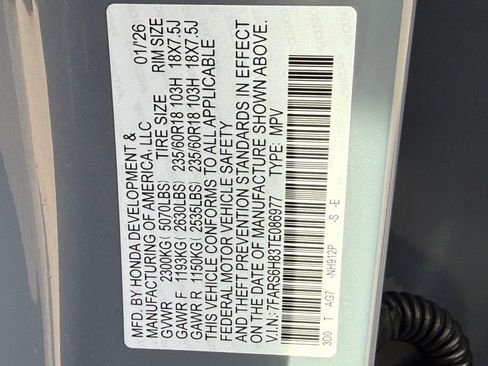 MFD. BY HONDA DEVELOPMENT & 01/'26
MANUFACTURING OF AMERICA, LLC
TIRE SIZE RIM SIZE
GVWR 2300KG( 5070LBS)
GAWR F 1193KG( 2630LBS) 235/60R18 103H 18X7.5J
GAWR R 1150KG( 2535LBS) 235/60R18 103H 18X7.5J
THIS VEHICLE CONFORMS TO ALL APPLICABLE
FEDERAL MOTOR VEHICLE SAFETY
AND THEFT PREVENTION STANDARDS IN EFFECT
ON THE DATE OF MANUFACTURE SHOWN ABOVE.
V.I.N.: 7FARS6H83TE086977 TYPE: MPV
3D0 T AG7 -NH912P -S -E